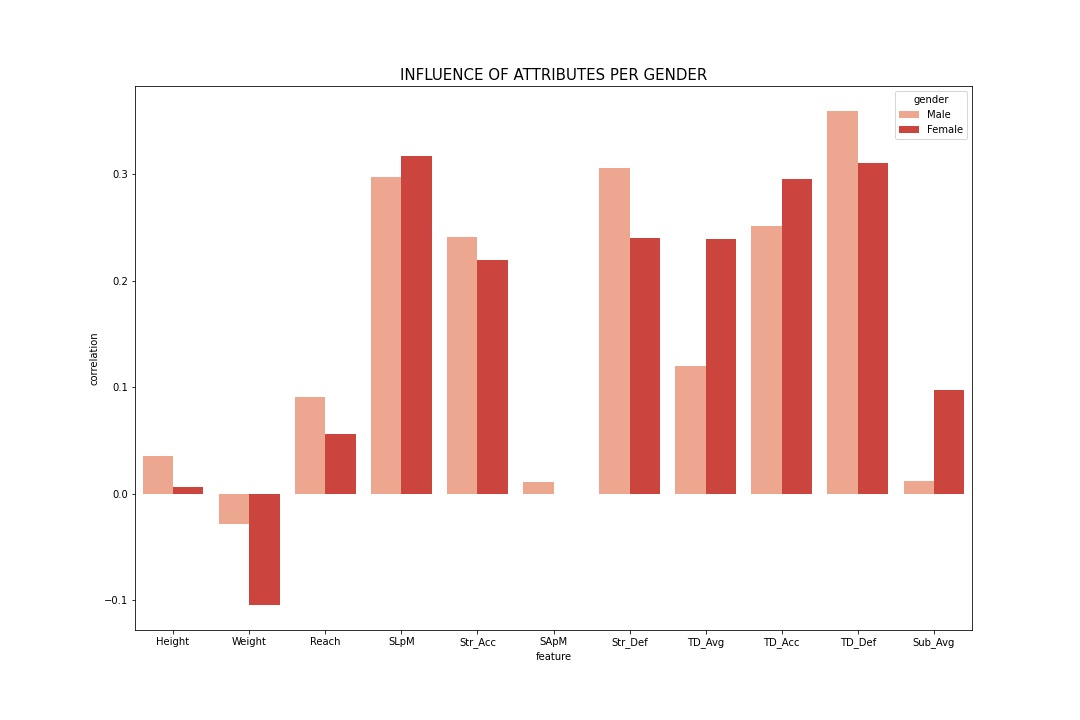 INFLUENCE OF ATTRIBUTES PER GENDER
gender
Male
Female
correlation
0.3
0.2
0.1
0.0
−0.1
Height Weight Reach SLpM Str_Acc SApM Str_Def TD_Avg TD_Acc TD_Def Sub_Avg
feature